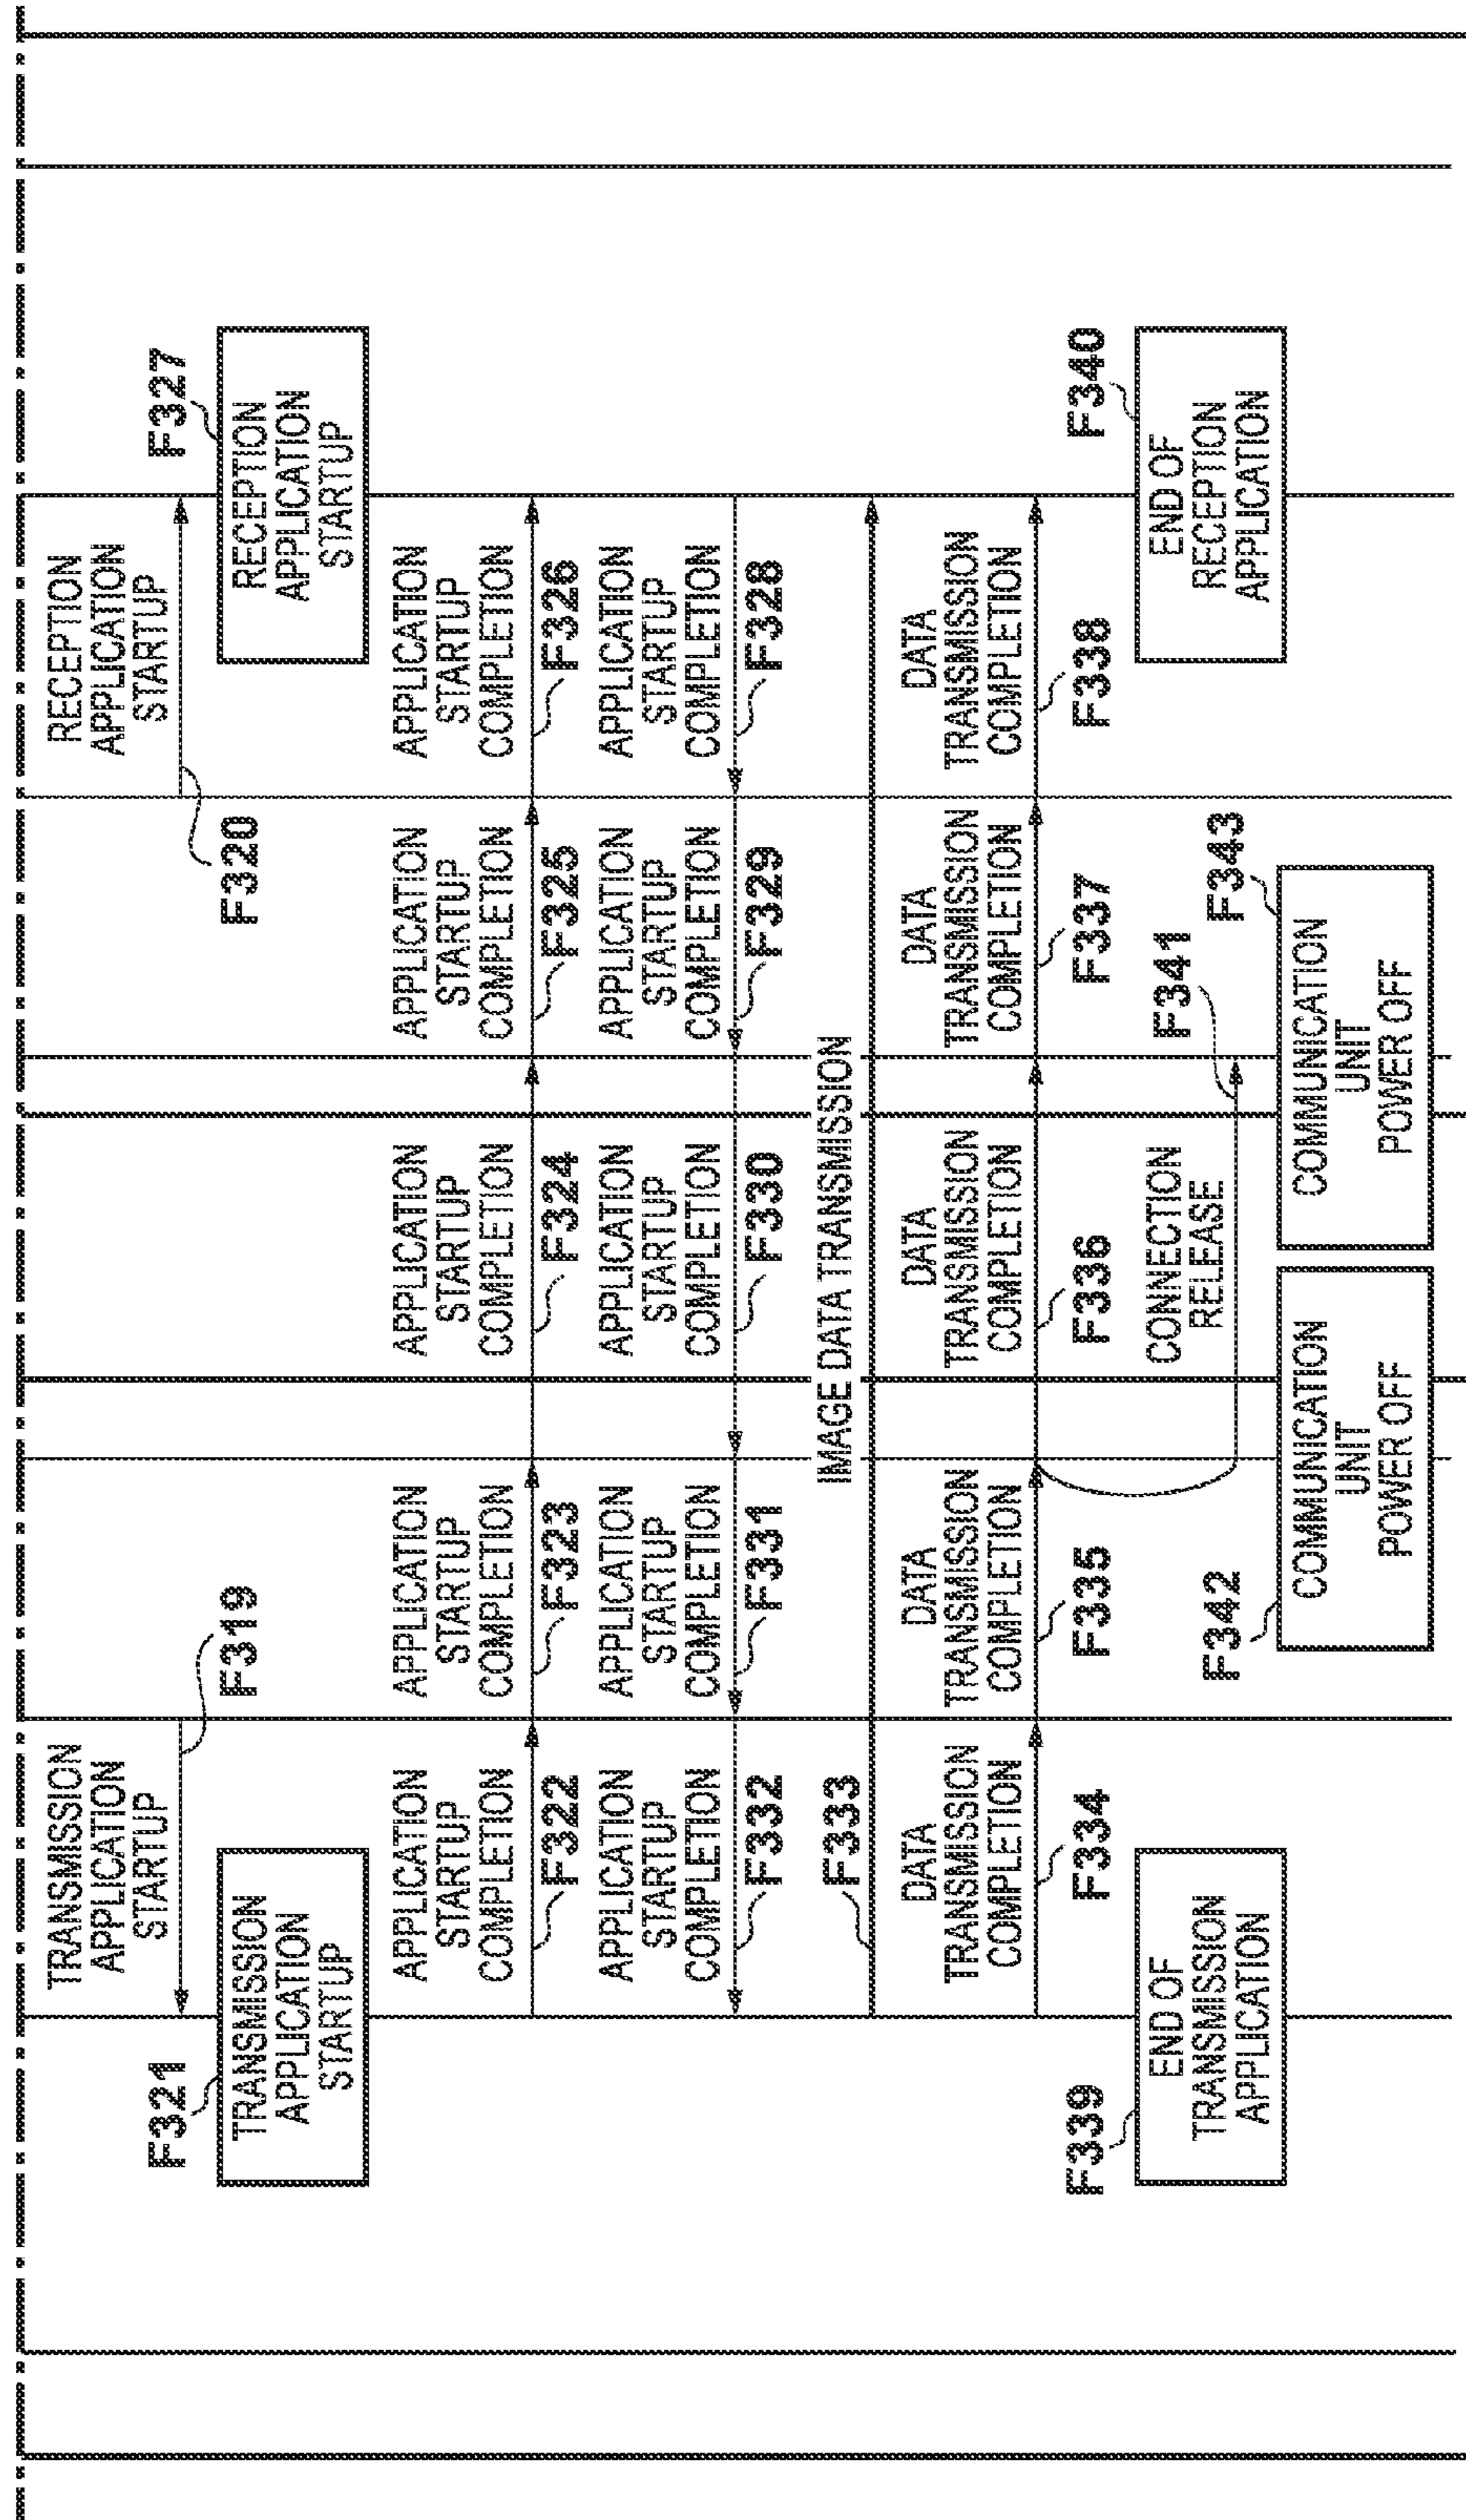 TRANSMISSION
APPLICATION
STARTUP
RECEPTION
APPLICATION
STARTUP
F321
F319
F320
F327
TRANSMISSION
APPLICATION
STARTUP
RECEPTION
APPLICATION
STARTUP
APPLICATION
STARTUP
COMPLETION
F322
APPLICATION
STARTUP
COMPLETION
F323
APPLICATION
STARTUP
COMPLETION
F324
APPLICATION
STARTUP
COMPLETION
F325
APPLICATION
STARTUP
COMPLETION
F326
APPLICATION
STARTUP
COMPLETION
F332
APPLICATION
STARTUP
COMPLETION
F331
APPLICATION
STARTUP
COMPLETION
F330
APPLICATION
STARTUP
COMPLETION
F329
APPLICATION
STARTUP
COMPLETION
F328
F333
IMAGE DATA TRANSMISSION
DATA
TRANSMISSION
COMPLETION
F334
DATA
TRANSMISSION
COMPLETION
F335
DATA
TRANSMISSION
COMPLETION
F336
DATA
TRANSMISSION
COMPLETION
F337
DATA
TRANSMISSION
COMPLETION
F338
F339
END OF
TRANSMISSION
APPLICATION
F340
END OF
RECEPTION
APPLICATION
CONNECTION
RELEASE
F341
F342
COMMUNICATION
UNIT
POWER OFF
F343
COMMUNICATION
UNIT
POWER OFF